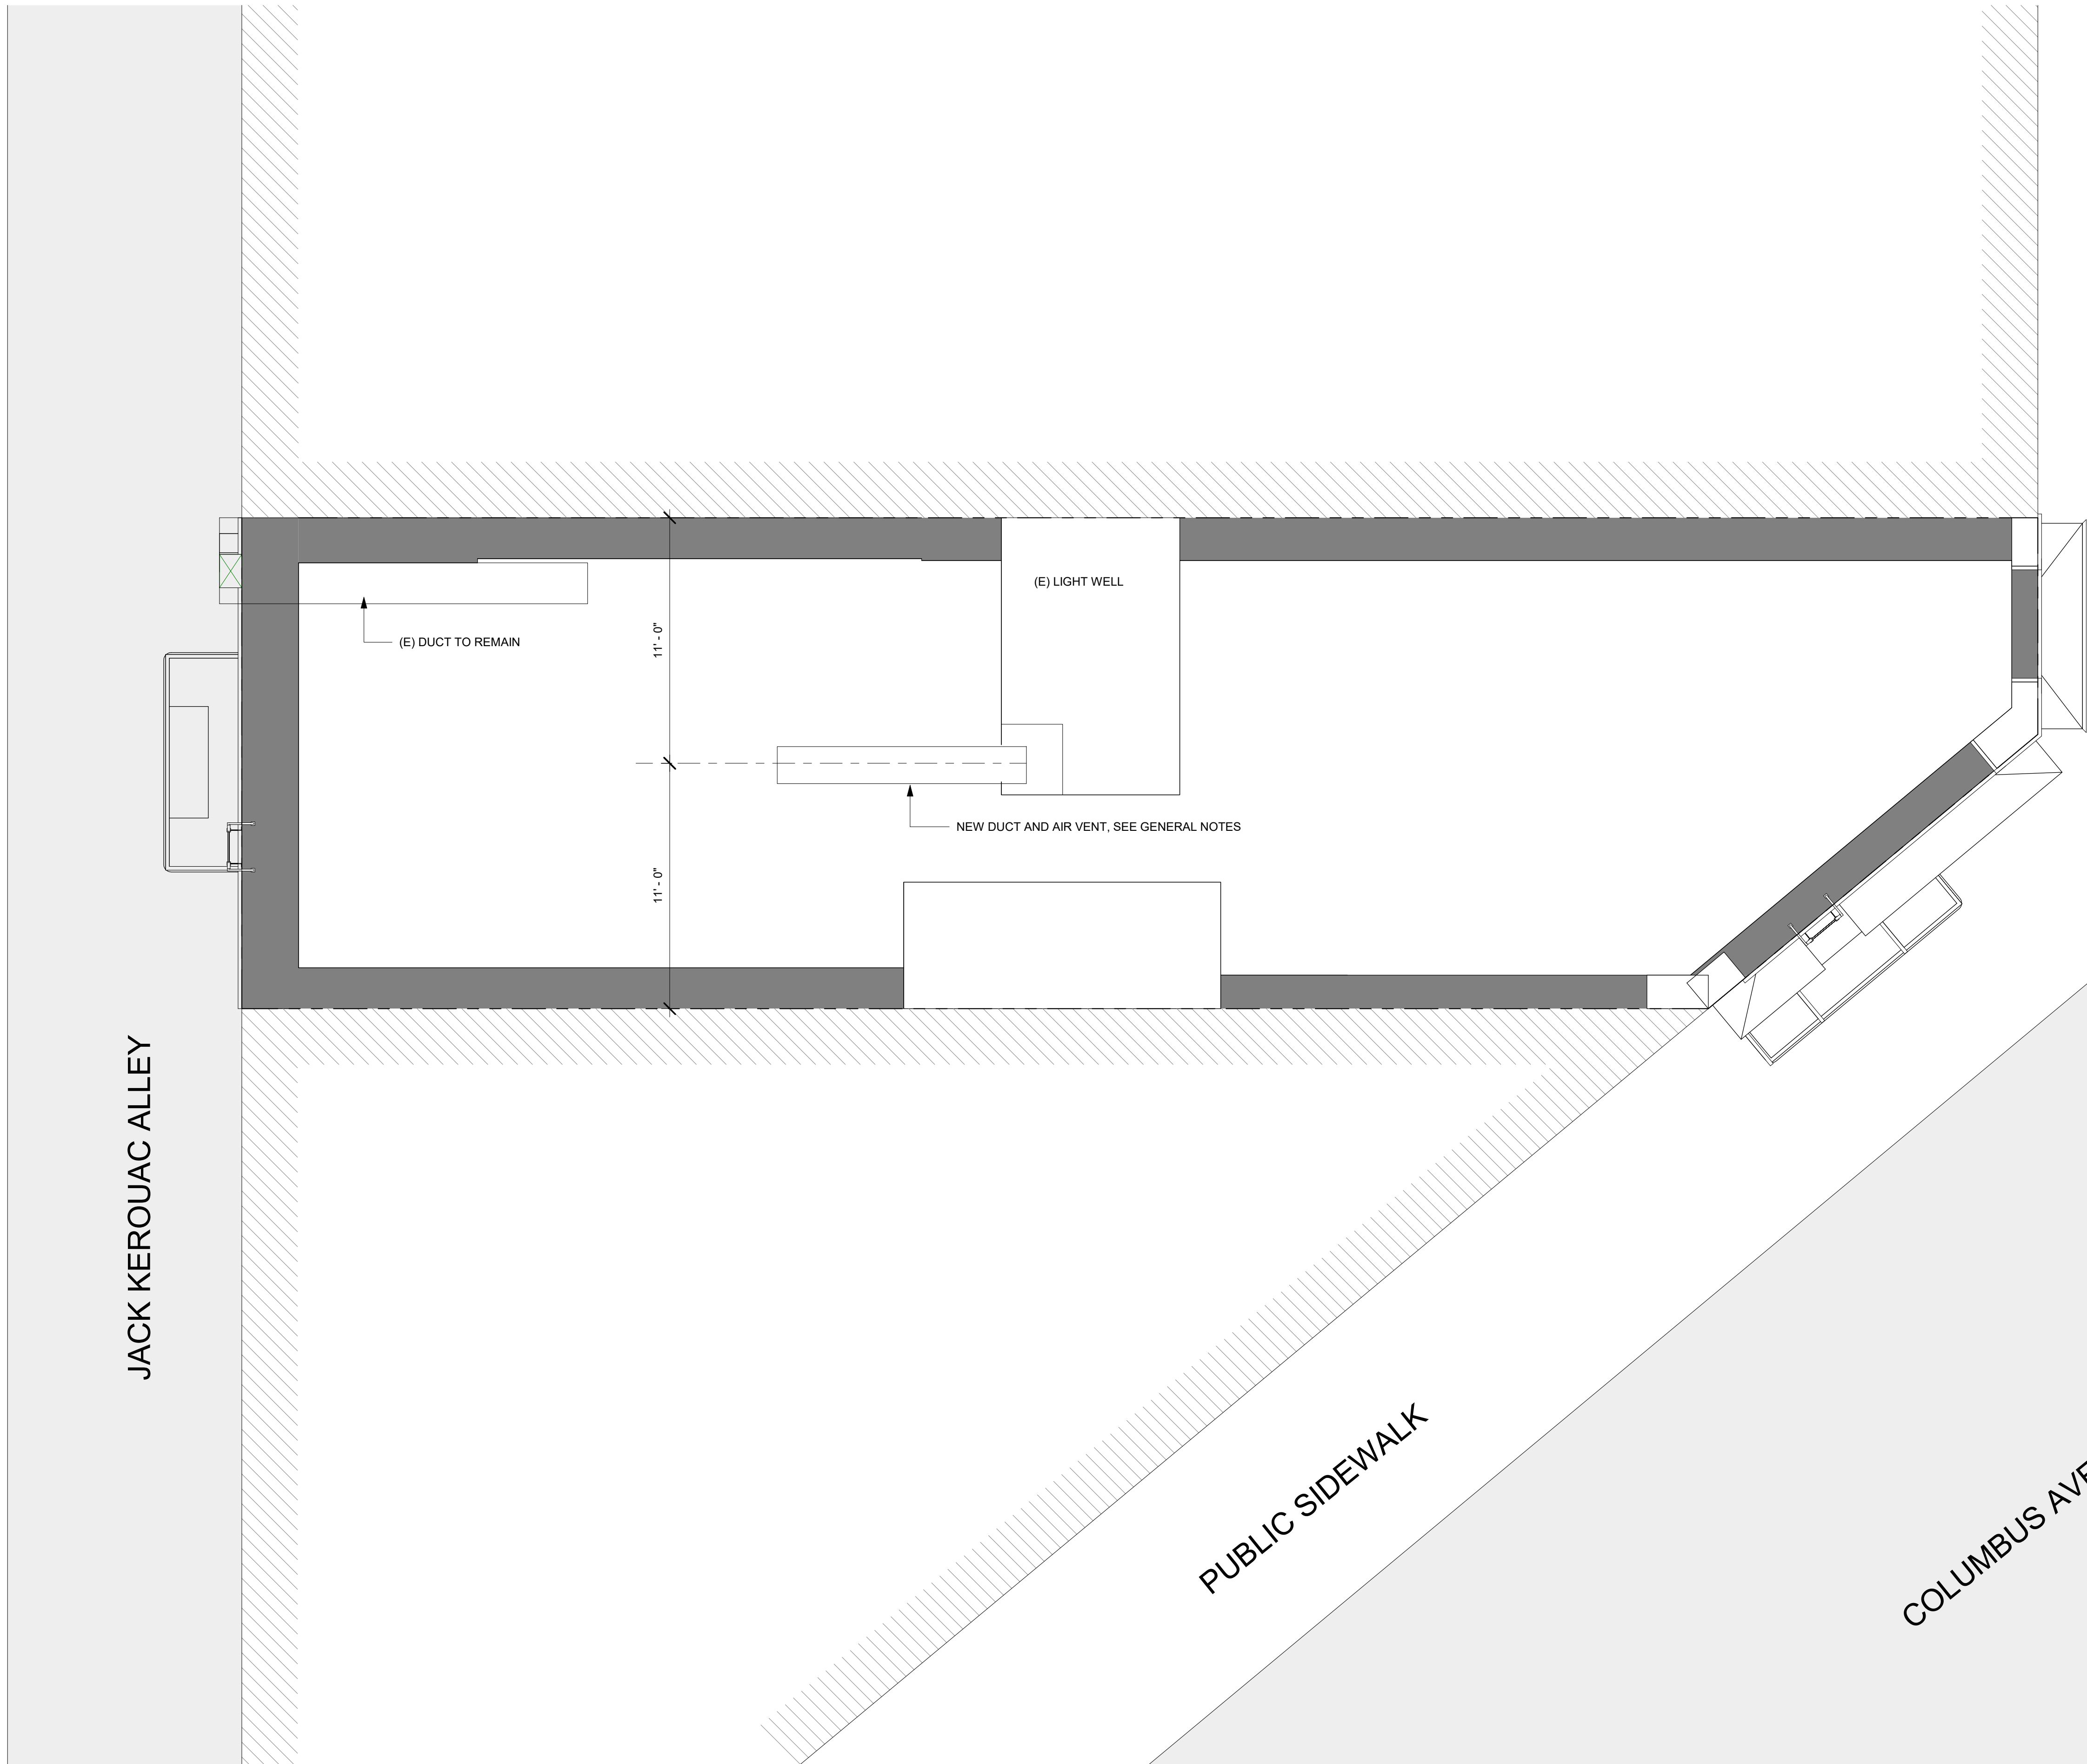 (E) LIGHT WELL
(E) DUCT TO REMAIN
11' - 0"
NEW DUCT AND AIR VENT, SEE GENERAL NOTES
11' - 0"
JACK KEROUAC ALLEY
PUBLIC SIDEWALK
COLUMBUS AVE